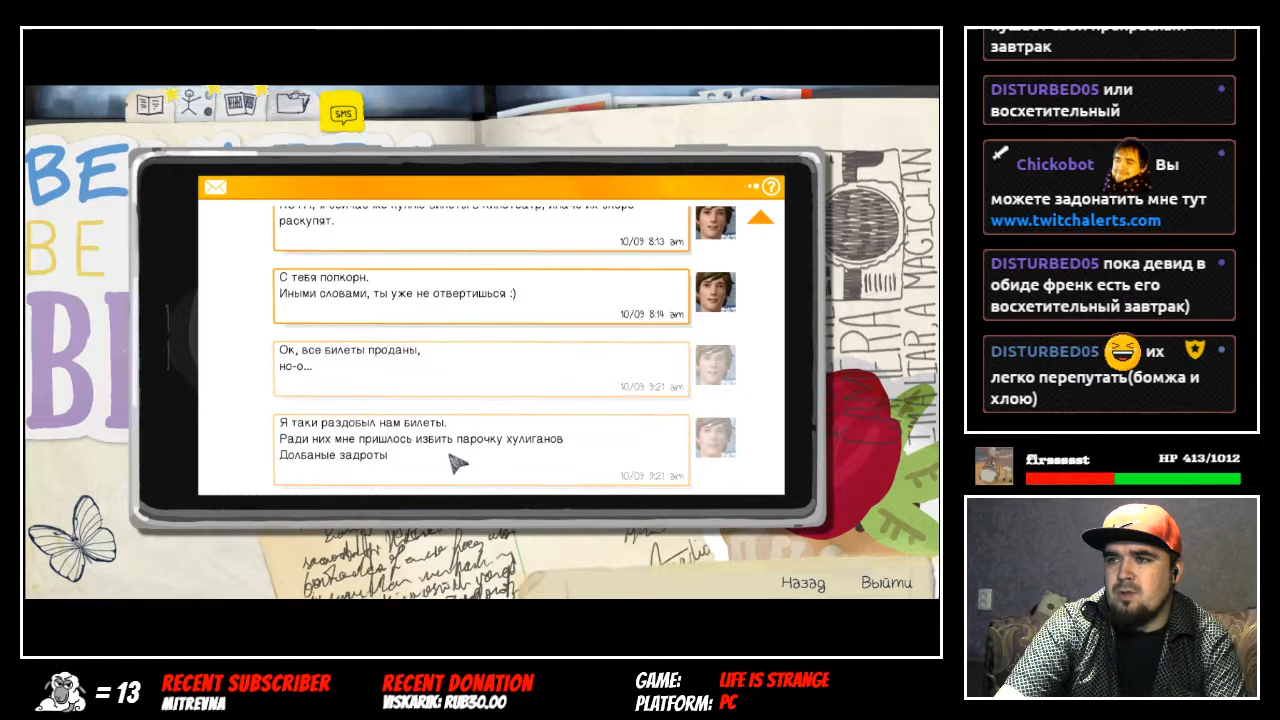 SMS
BE
BE
раскупят.
10/09 8:13 am
С тебя попкорн.
Иными словами, ты уже не отвертишься :)
10/09 8:14 am
Ок, все билеты проданы,
но-о...
10/09 9:21 am
Я таки раздобыл нам билеты.
Ради них мне пришлось избить парочку хулиганов
Долбаные задроты
10/09 9:21 am
?
A MAGICIAN
Назад
Выйти
завтрак
DISTURBED05 или
восхетительный
Chickobot Вы
можете задонатить мне тут
www.twitchalerts.com
DISTURBED05 пока девид в
обиде френк есть его
восхетительный завтрак)
DISTURBED05 их
легко перепутать(бомжа и
хлою)
flrsssst
HP 413/1012
= 13
RECENT SUBSCRIBER
MITREVNA
RECENT DONATION
VISKARIK: RUB30.00
GAME:
LIFE IS STRANGE
PLATFORM:
PC